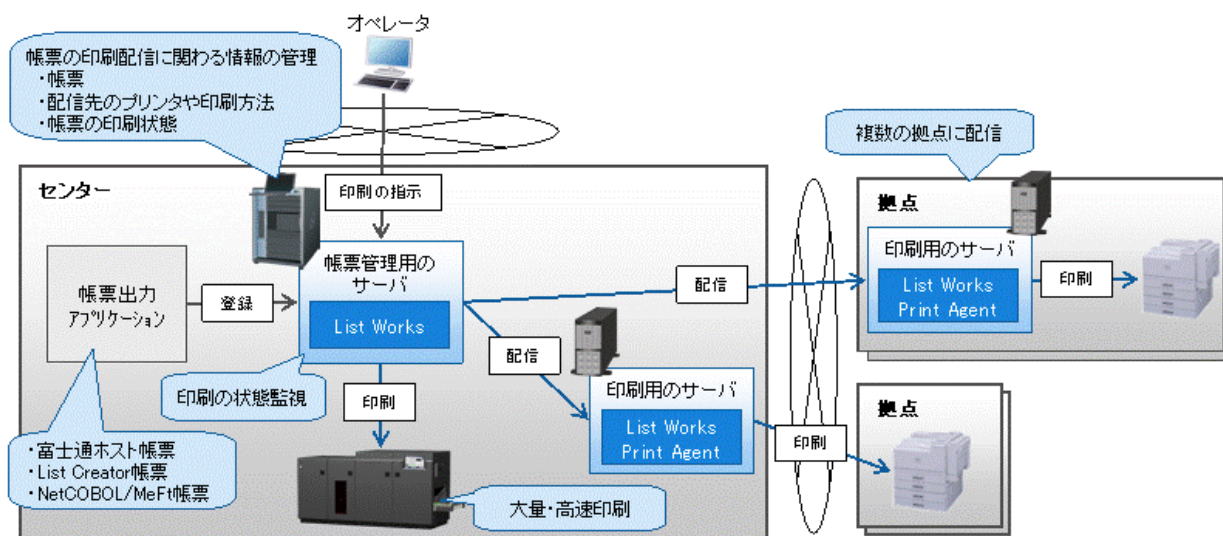 オペレータ
帳票の印刷配信に関わる情報の管理
・帳票
・配信先のプリンタや印刷方法
・帳票の印刷状態
複数の拠点に配信
センター
印刷の指示
拠点
帳票管理用の
サーバ
List Works
印刷用のサーバ
List Works
Print Agent
印刷
帳票出力
アプリケーション
登録
配信
配信
印刷の状態監視
印刷
印刷用のサーバ
List Works
Print Agent
印刷
拠点
・富士通ホスト帳票
・List Creator帳票
・NetCOBOL/MeFt帳票
大量・高速印刷